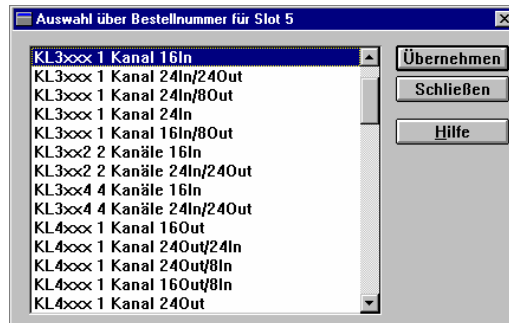 Auswahl über Bestellnummer für Slot 5
KL3xxx 1 Kanal 16In
KL3xxx 1 Kanal 24In/24Out
KL3xxx 1 Kanal 24In/8Out
KL3xxx 1 Kanal 24In
KL3xxx 1 Kanal 16In/8Out
KL3xx2 2 Kanäle 16In
KL3xx2 2 Kanäle 24In/24Out
KL3xx4 4 Kanäle 16In
KL3xx4 4 Kanäle 24In/24Out
KL4xxx 1 Kanal 16Out
KL4xxx 1 Kanal 24Out/24In
KL4xxx 1 Kanal 24Out/8In
KL4xxx 1 Kanal 16Out/8In
KL4xxx 1 Kanal 24Out
Übernehmen
Schließen
Hilfe